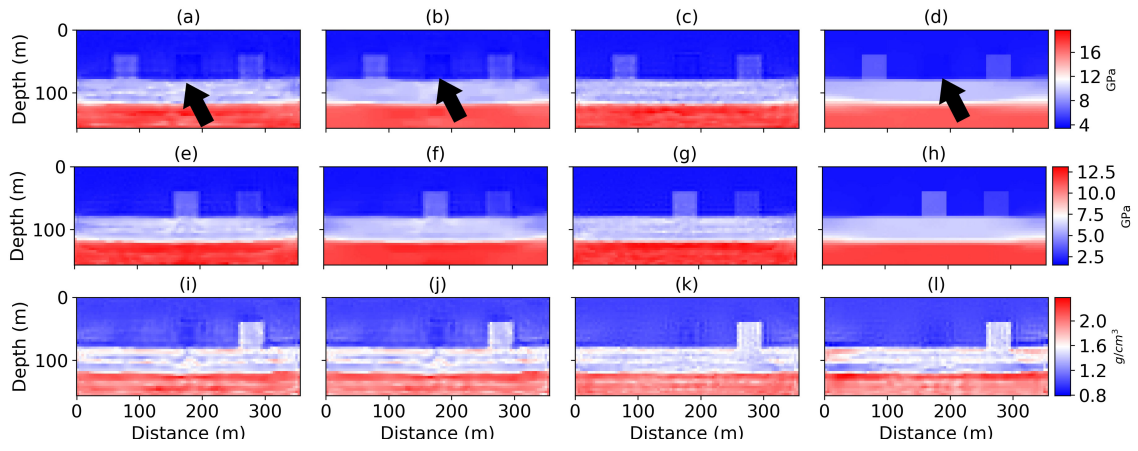 (a) (b) (c) (d)
0
100
Depth (m)
16
12
8
4
GPa
(e) (f) (g) (h)
0
100
Depth (m)
12.5
10.0
7.5
5.0
2.5
GPa
(i) (j) (k) (l)
0
100
Depth (m)
2.0
1.6
1.2
0.8
g/cm³
0 100 200 300 0 100 200 300 0 100 200 300 0 100 200 300
Distance (m) Distance (m) Distance (m) Distance (m)